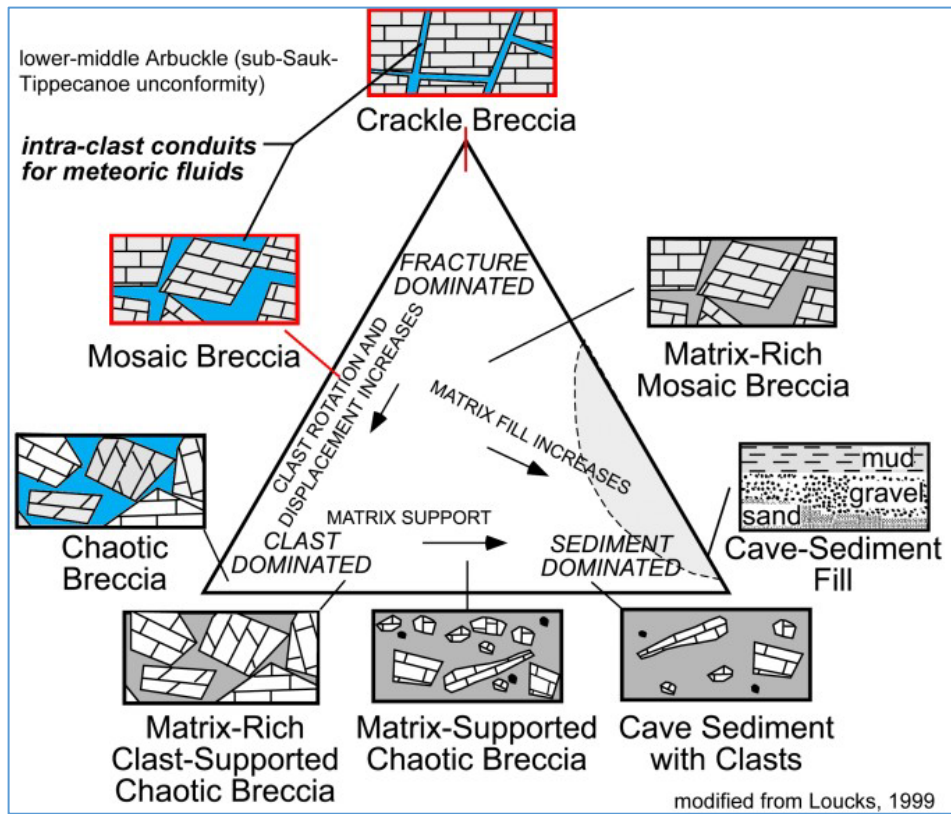 lower-middle Arbuckle (sub-Sauk-
Tippecanoe unconformity)
intra-clast conduits
for meteoric fluids
Crackle Breccia
Mosaic Breccia
FRACTURE
DOMINATED
Matrix-Rich
Mosaic Breccia
CLAST ROTATION AND
DISPLACEMENT INCREASES
MATRIX FILL INCREASES
Chaotic
Breccia
MATRIX SUPPORT
CLAST
DOMINATED
SEDIMENT
DOMINATED
mud
gravel
sand
Cave-Sediment
Fill
Matrix-Rich
Clast-Supported
Chaotic Breccia
Matrix-Supported
Chaotic Breccia
Cave Sediment
with Clasts
modified from Loucks, 1999